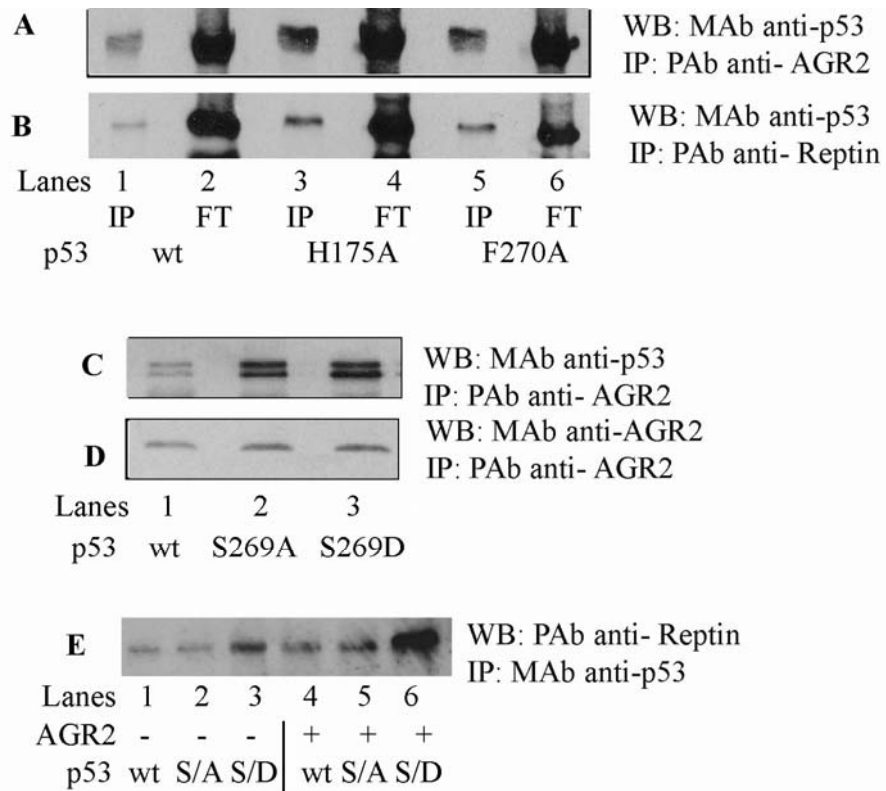 A
WB: MAb anti-p53
IP: PAb anti- AGR2
B
WB: MAb anti-p53
IP: PAb anti- Reptin
Lanes 1 2 3 4 5 6
IP FT IP FT IP FT
p53 wt H175A F270A
C
WB: MAb anti-p53
IP: PAb anti- AGR2
D
WB: MAb anti-AGR2
IP: PAb anti- AGR2
Lanes 1 2 3
p53 wt S269A S269D
E
WB: PAb anti- Reptin
IP: MAb anti-p53
Lanes 1 2 3 4 5 6
AGR2 - - - + + +
p53 wt S/A S/D wt S/A S/D